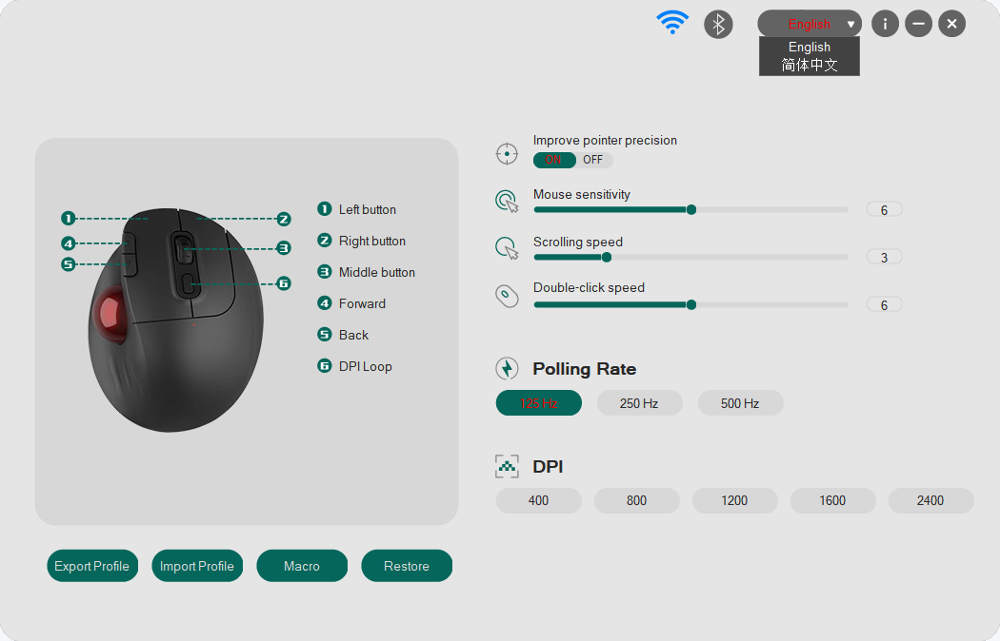 English
English
简体中文
1
4
5
2
3
6
1 Left button
2 Right button
3 Middle button
4 Forward
5 Back
6 DPI Loop
Export Profile
Import Profile
Macro
Restore
Improve pointer precision
ON OFF
Mouse sensitivity
6
Scrolling speed
3
Double-click speed
6
Polling Rate
125 Hz
250 Hz
500 Hz
DPI
400
800
1200
1600
2400